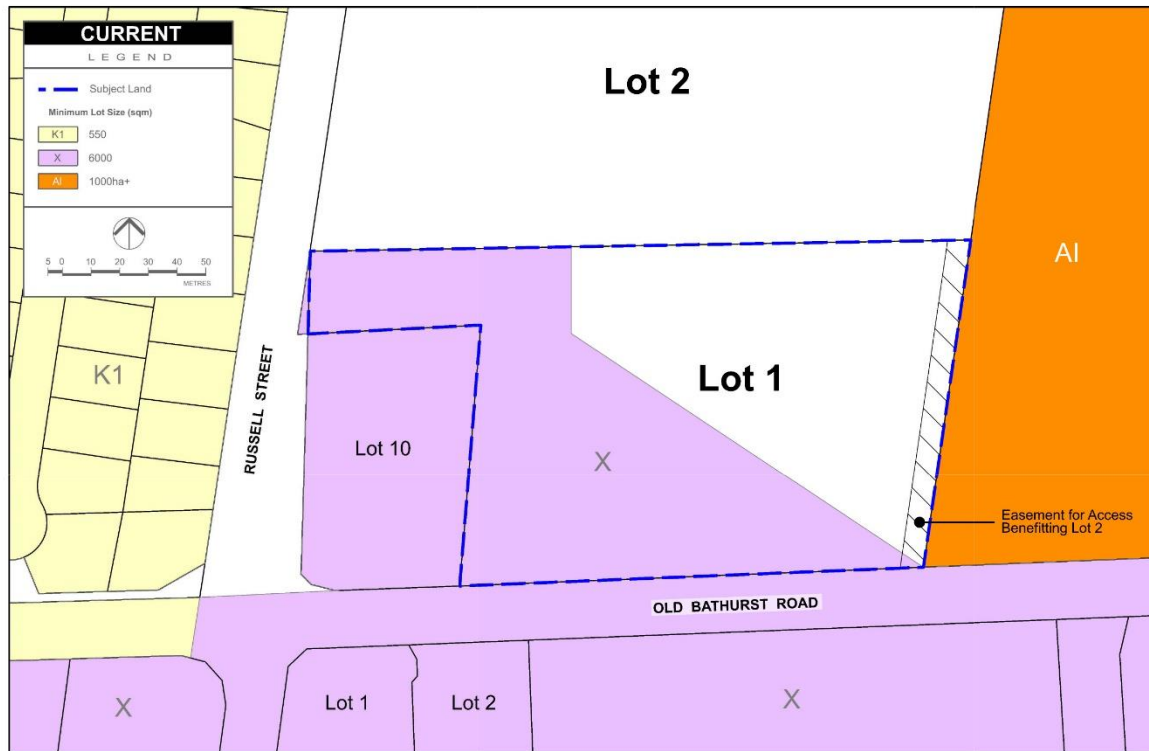 CURRENT
LEGEND
Subject Land
Minimum Lot Size (sqm)
K1 550
X 6000
AI 1000ha+
5 0 10 20 30 40 50
METRES
Lot 2
AI
K1
RUSSELL STREET
Lot 1
Lot 10
X
Easement for Access
Benefitting Lot 2
OLD BATHURST ROAD
X
Lot 1
Lot 2
X